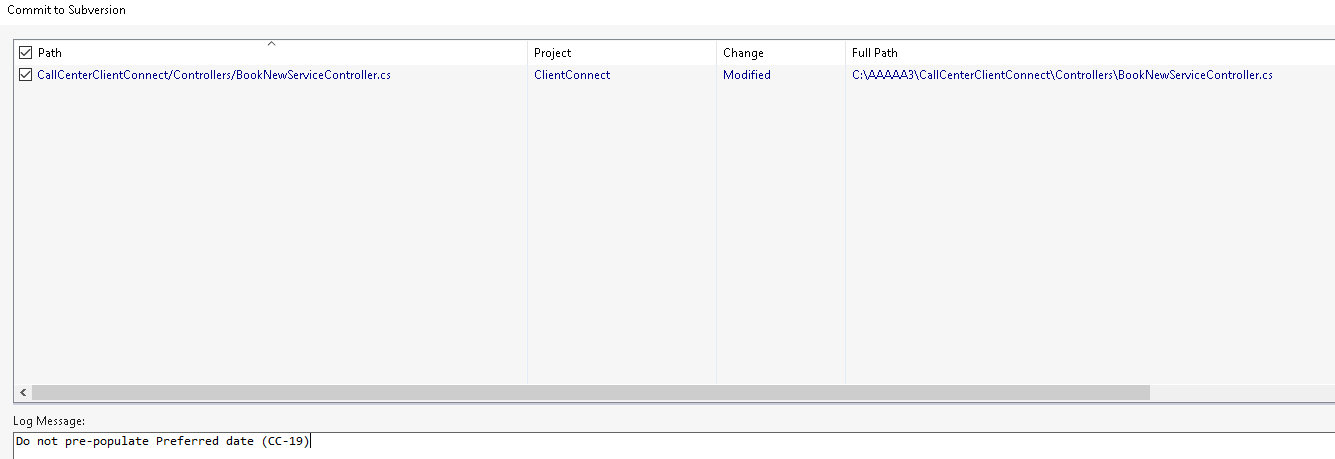 Commit to Subversion
Path Project Change Full Path
CallCenterClientConnect/Controllers/BookNewServiceController.cs ClientConnect Modified C:\AAAAA3\CallCenterClientConnect\Controllers\BookNewServiceController.cs
Log Message:
Do not pre-populate Preferred date (CC-19)